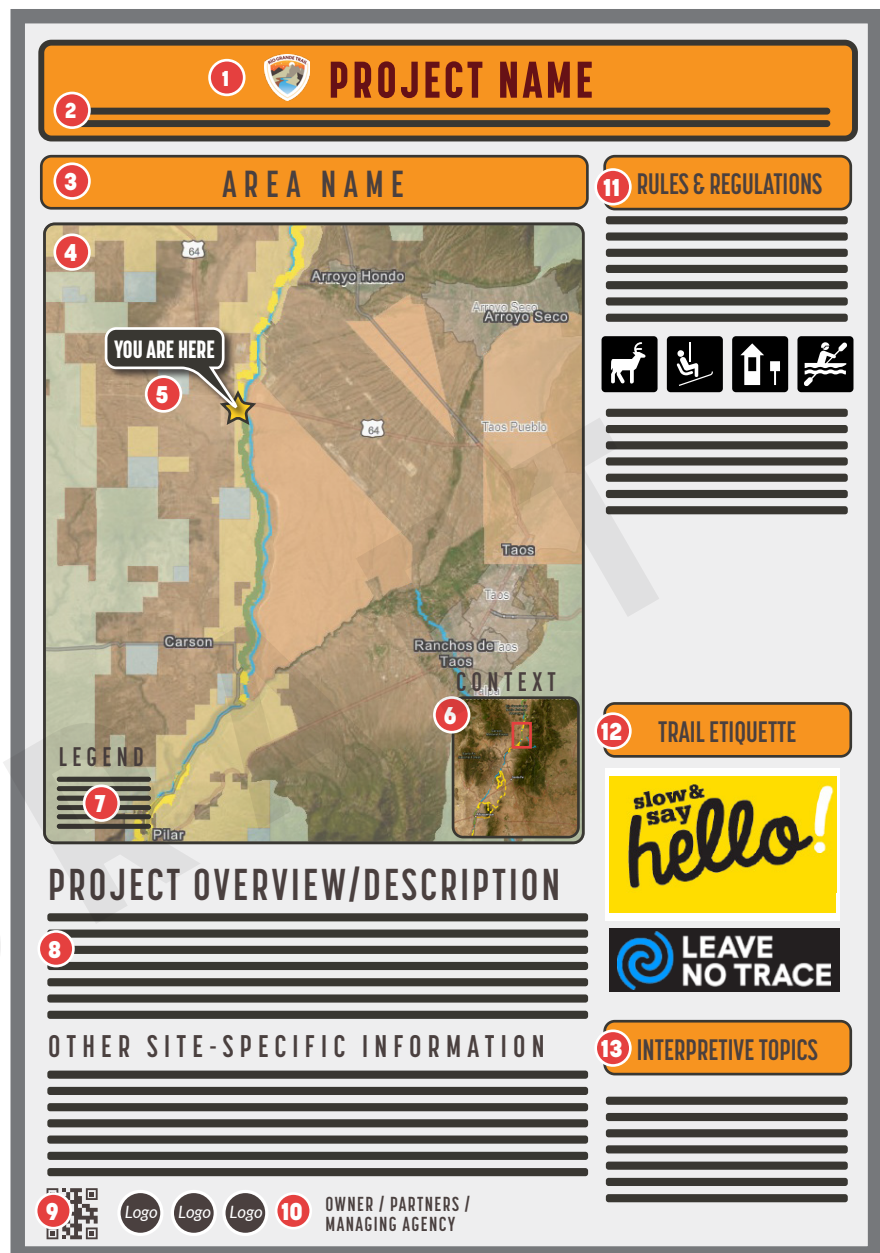 1
RIO GRANDE TRAIL
PROJECT NAME
2
3
AREA NAME
11
RULES & REGULATIONS
4
64
Arroyo Hondo
Arroyo Seco
Arroyo Seco
YOU ARE HERE
5
64
Taos Pueblo
Taos
Taos
Carson
Ranchos de Taos
Taos
CONTEXT
6
LEGEND
7
Pilar
12
TRAIL ETIQUETTE
slow &
say
hello!
LEAVE
NO TRACE
PROJECT OVERVIEW/DESCRIPTION
8
OTHER SITE-SPECIFIC INFORMATION
13
INTERPRETIVE TOPICS
9
Logo Logo Logo
10
OWNER / PARTNERS /
MANAGING AGENCY